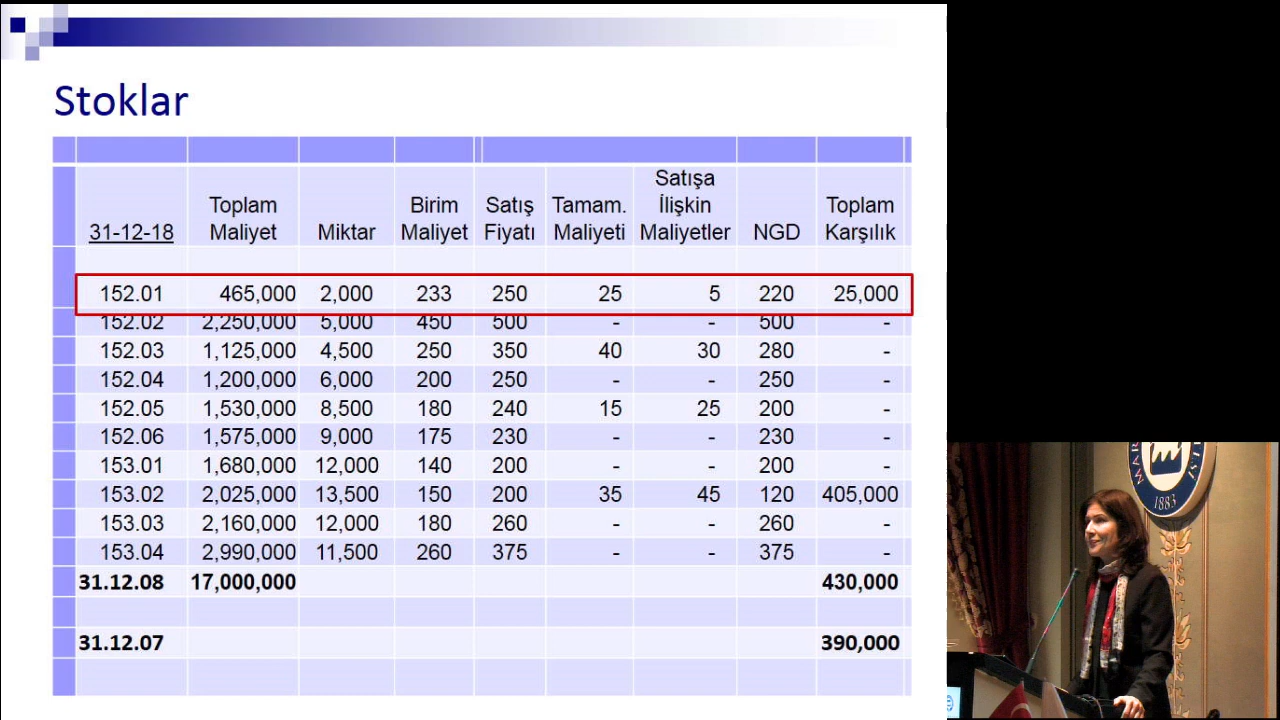 Stoklar
31-12-18 Toplam Maliyet Miktar Birim Maliyet Satış Fiyatı Tamam. Maliyeti Satışa İlişkin Maliyetler NGD Toplam Karşılık
152.01 465,000 2,000 233 250 25 5 220 25,000
152.02 2,250,000 5,000 450 500 - - 500 -
152.03 1,125,000 4,500 250 350 40 30 280 -
152.04 1,200,000 6,000 200 250 - - 250 -
152.05 1,530,000 8,500 180 240 15 25 200 -
152.06 1,575,000 9,000 175 230 - - 230 -
153.01 1,680,000 12,000 140 200 - - 200 -
153.02 2,025,000 13,500 150 200 35 45 120 405,000
153.03 2,160,000 12,000 180 260 - - 260 -
153.04 2,990,000 11,500 260 375 - - 375 -
31.12.08 17,000,000 430,000
31.12.07 390,000
1883